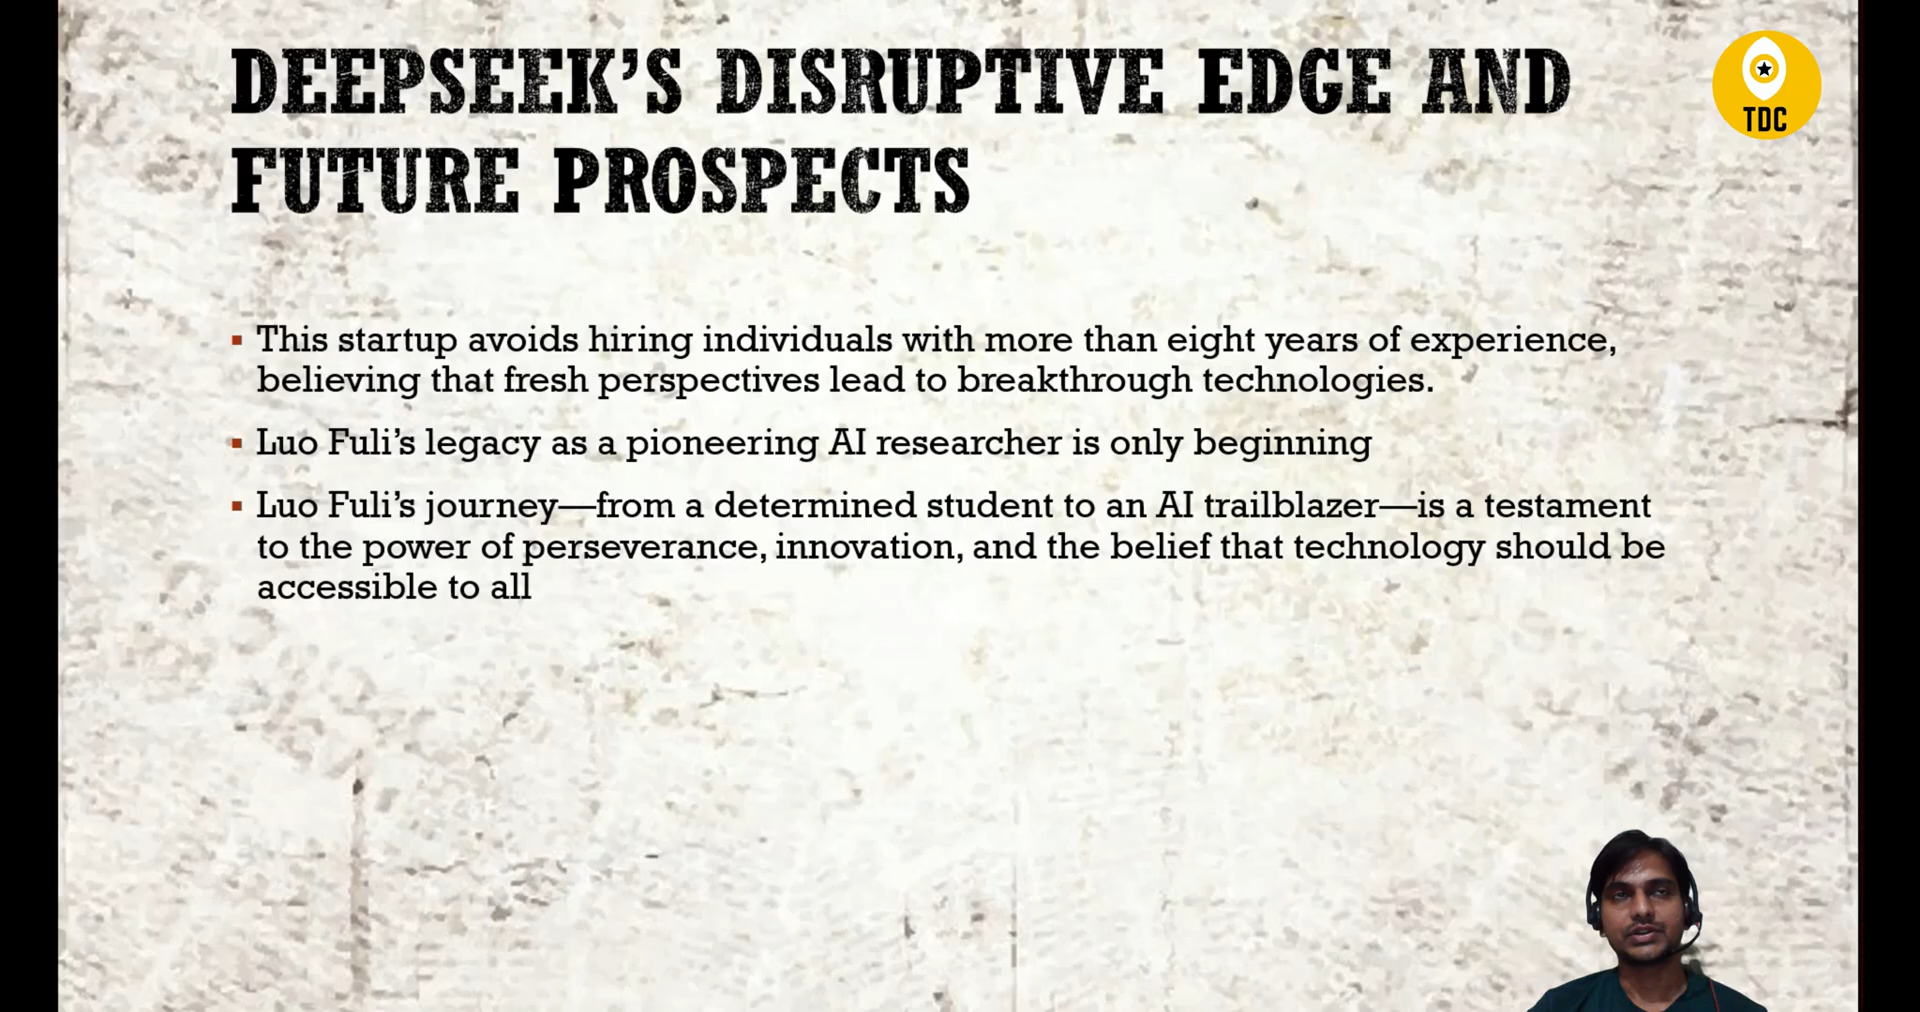 DEEPSEEK’S DISRUPTIVE EDGE AND
FUTURE PROSPECTS
TDC
▪ This startup avoids hiring individuals with more than eight years of experience,
believing that fresh perspectives lead to breakthrough technologies.
▪ Luo Fuli’s legacy as a pioneering AI researcher is only beginning
▪ Luo Fuli’s journey—from a determined student to an AI trailblazer—is a testament
to the power of perseverance, innovation, and the belief that technology should be
accessible to all